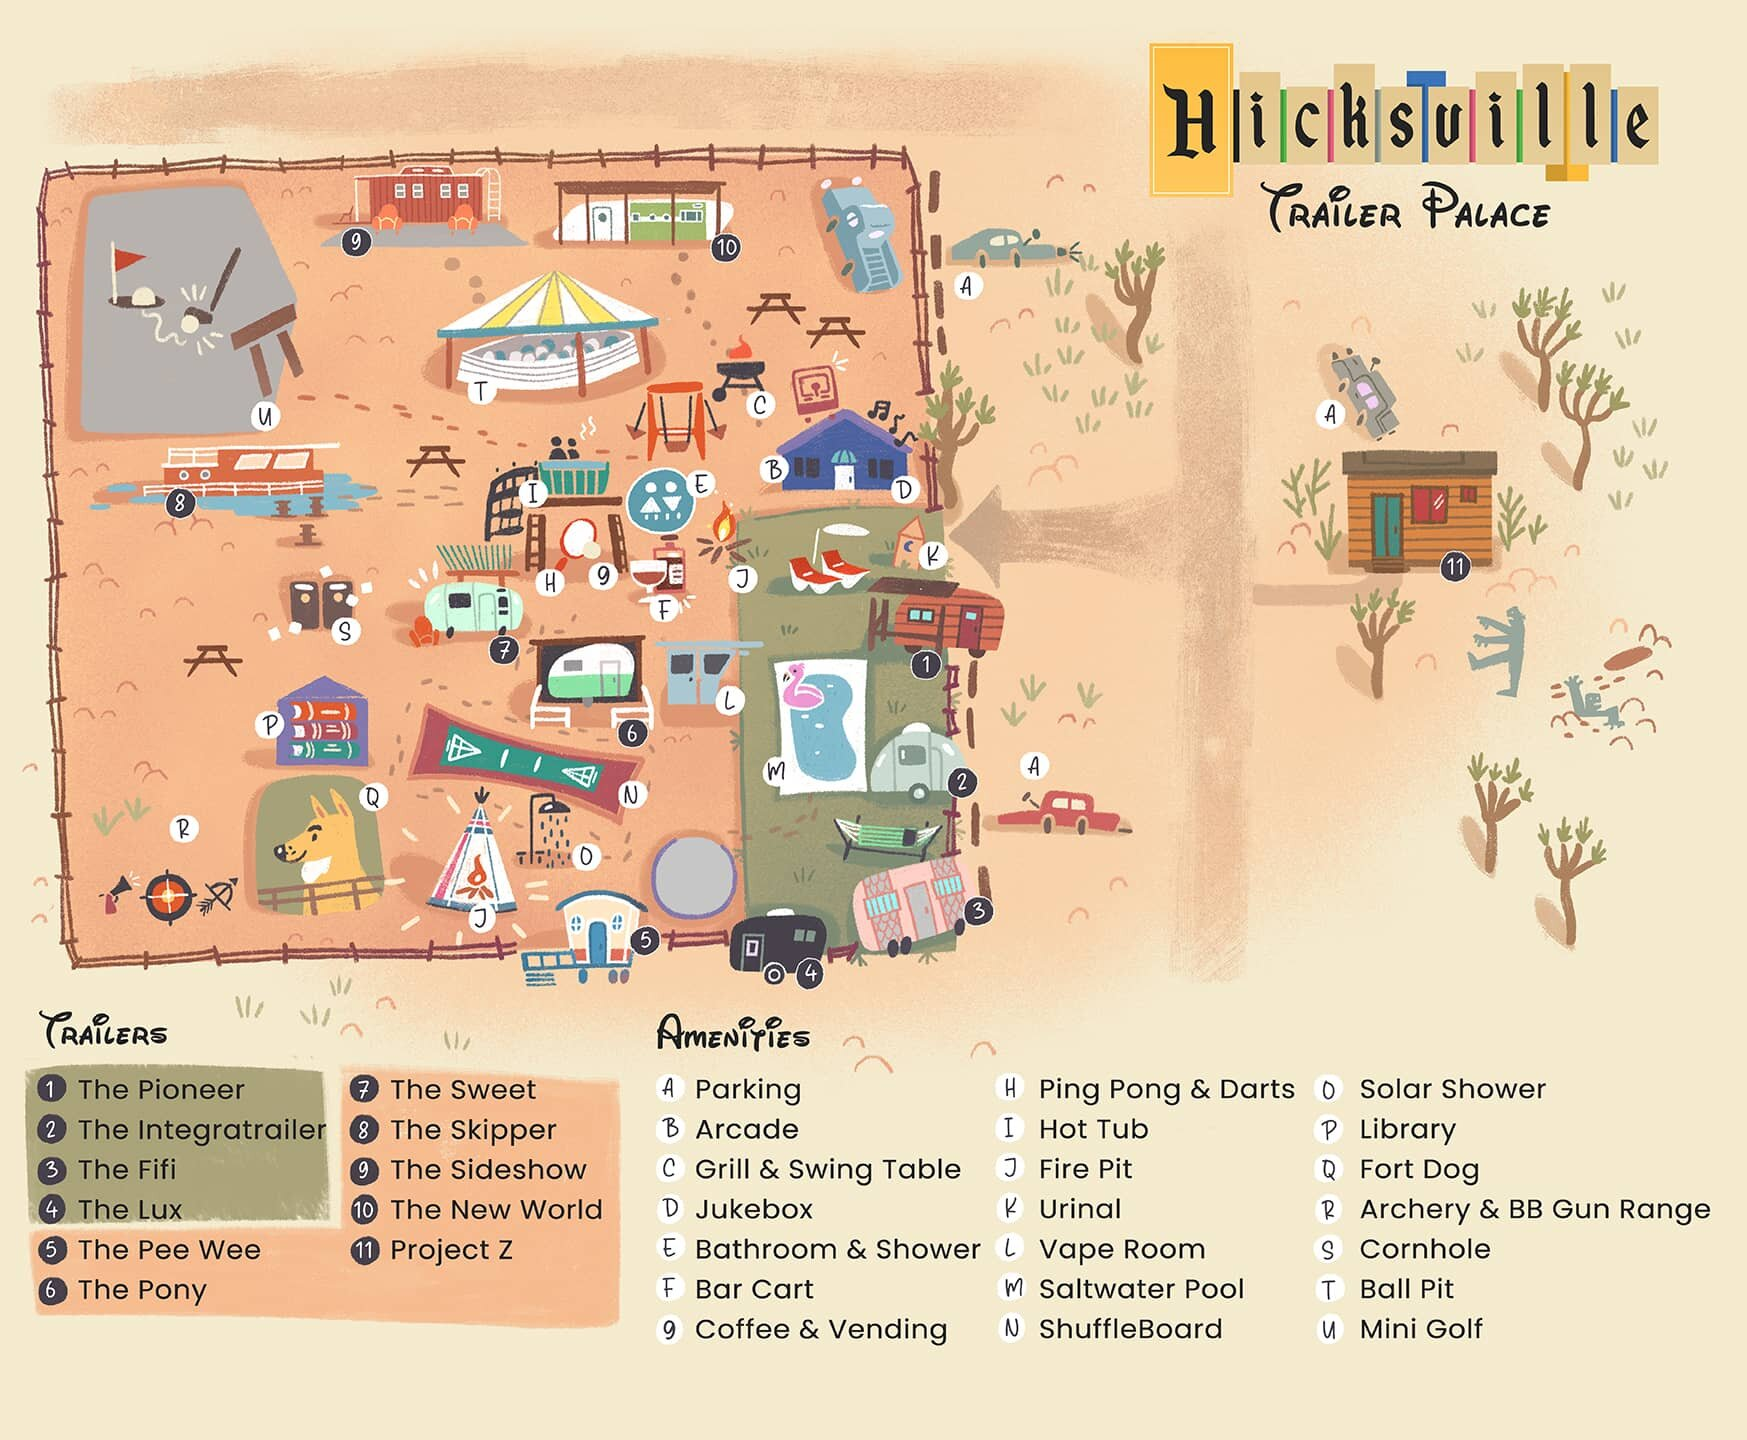 Hicksville
Trailer Palace
9
10
A
T
C
U
A
B
D
8
I
E
K
11
H
9
J
F
S
7
1
P
L
6
M
A
2
N
Q
R
O
J
5
3
4
Trailers
1 The Pioneer
2 The Integratrailer
3 The Fifi
4 The Lux
5 The Pee Wee
6 The Pony
7 The Sweet
8 The Skipper
9 The Sideshow
10 The New World
11 Project Z
Amenities
A Parking
B Arcade
C Grill & Swing Table
D Jukebox
E Bathroom & Shower
F Bar Cart
9 Coffee & Vending
H Ping Pong & Darts
I Hot Tub
J Fire Pit
K Urinal
L Vape Room
M Saltwater Pool
N ShuffleBoard
O Solar Shower
P Library
Q Fort Dog
R Archery & BB Gun Range
S Cornhole
T Ball Pit
U Mini Golf